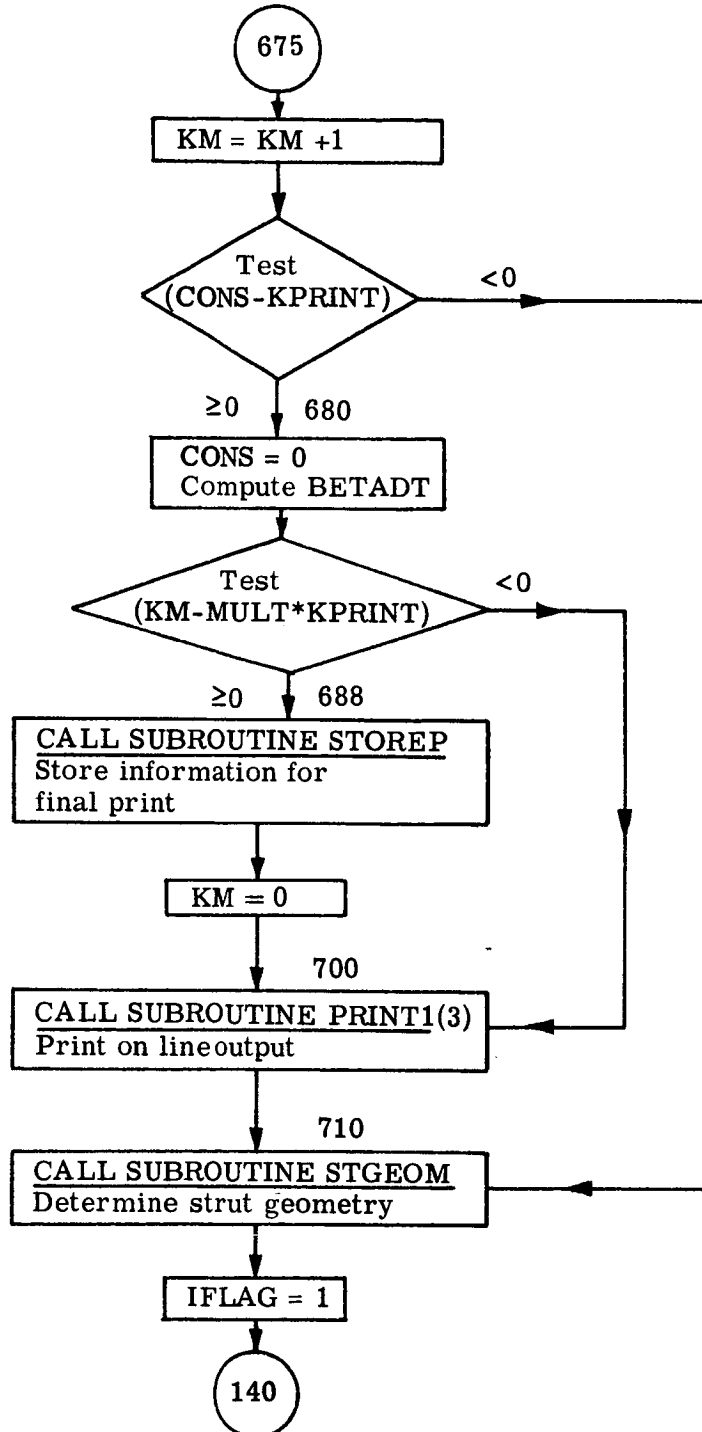 675
KM = KM +1
Test
(CONS-KPRINT)
<0
≥0 680
CONS = 0
Compute BETADT
Test
(KM-MULT*KPRINT)
<0
≥0 688
CALL SUBROUTINE STOREP
Store information for
final print
KM = 0
700
CALL SUBROUTINE PRINT1(3)
Print on lineoutput
710
CALL SUBROUTINE STGEOM
Determine strut geometry
IFLAG = 1
140